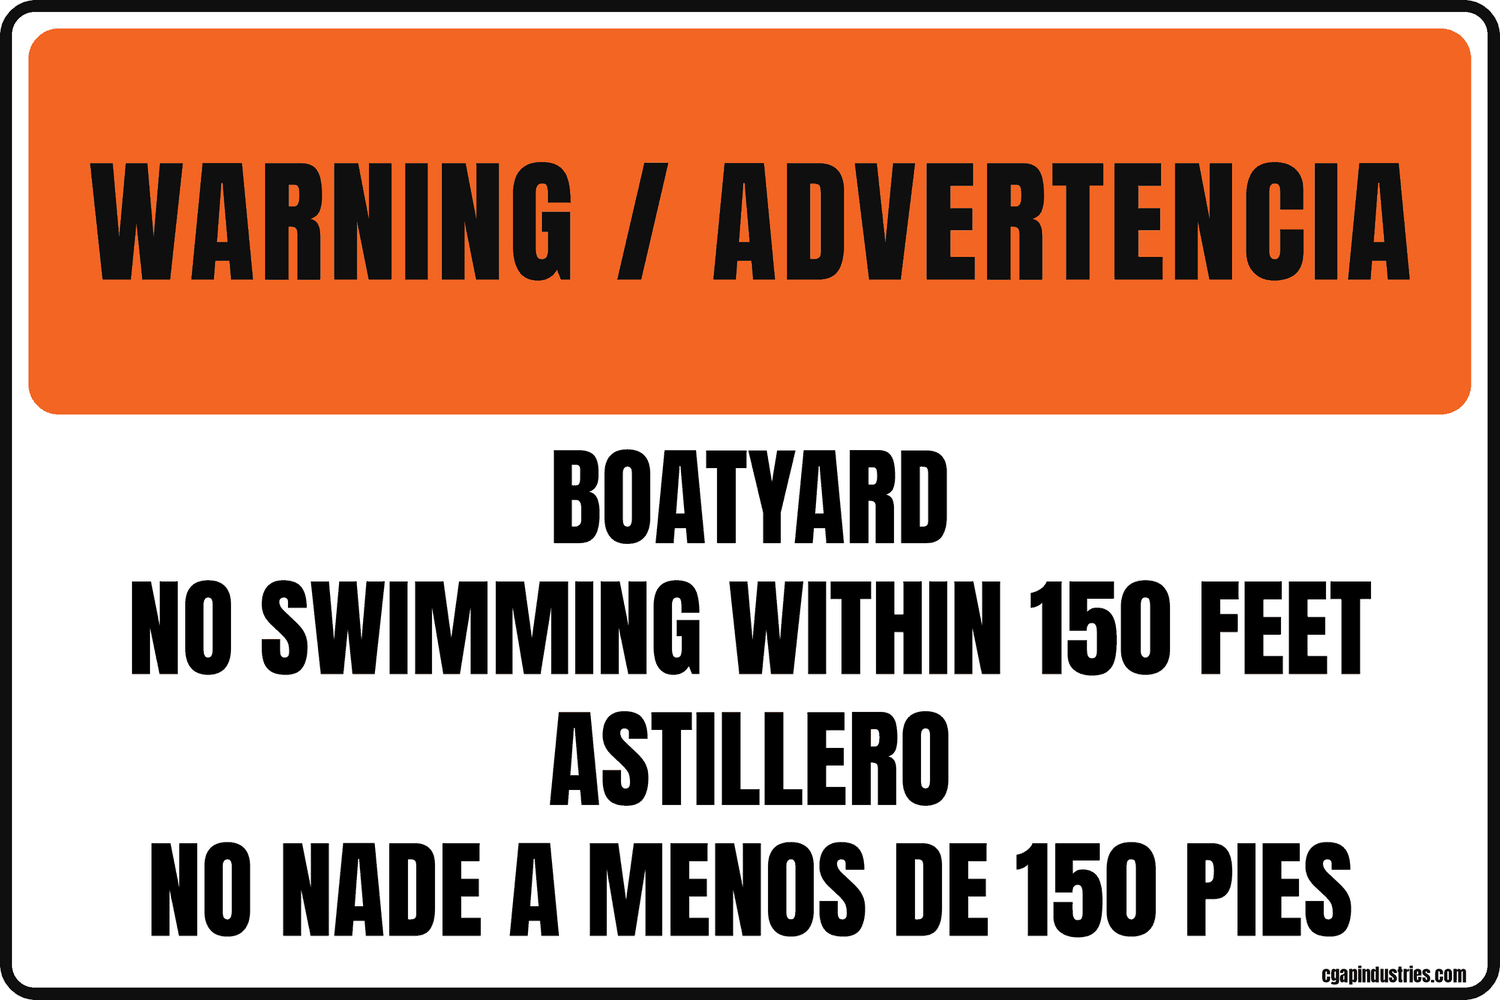 WARNING / ADVERTENCIA
BOATYARD
NO SWIMMING WITHIN 150 FEET
ASTILLERO
NO NADE A MENOS DE 150 PIES
cgapindustries.com